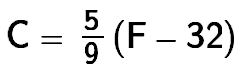 C = 5/9 (F − 32)